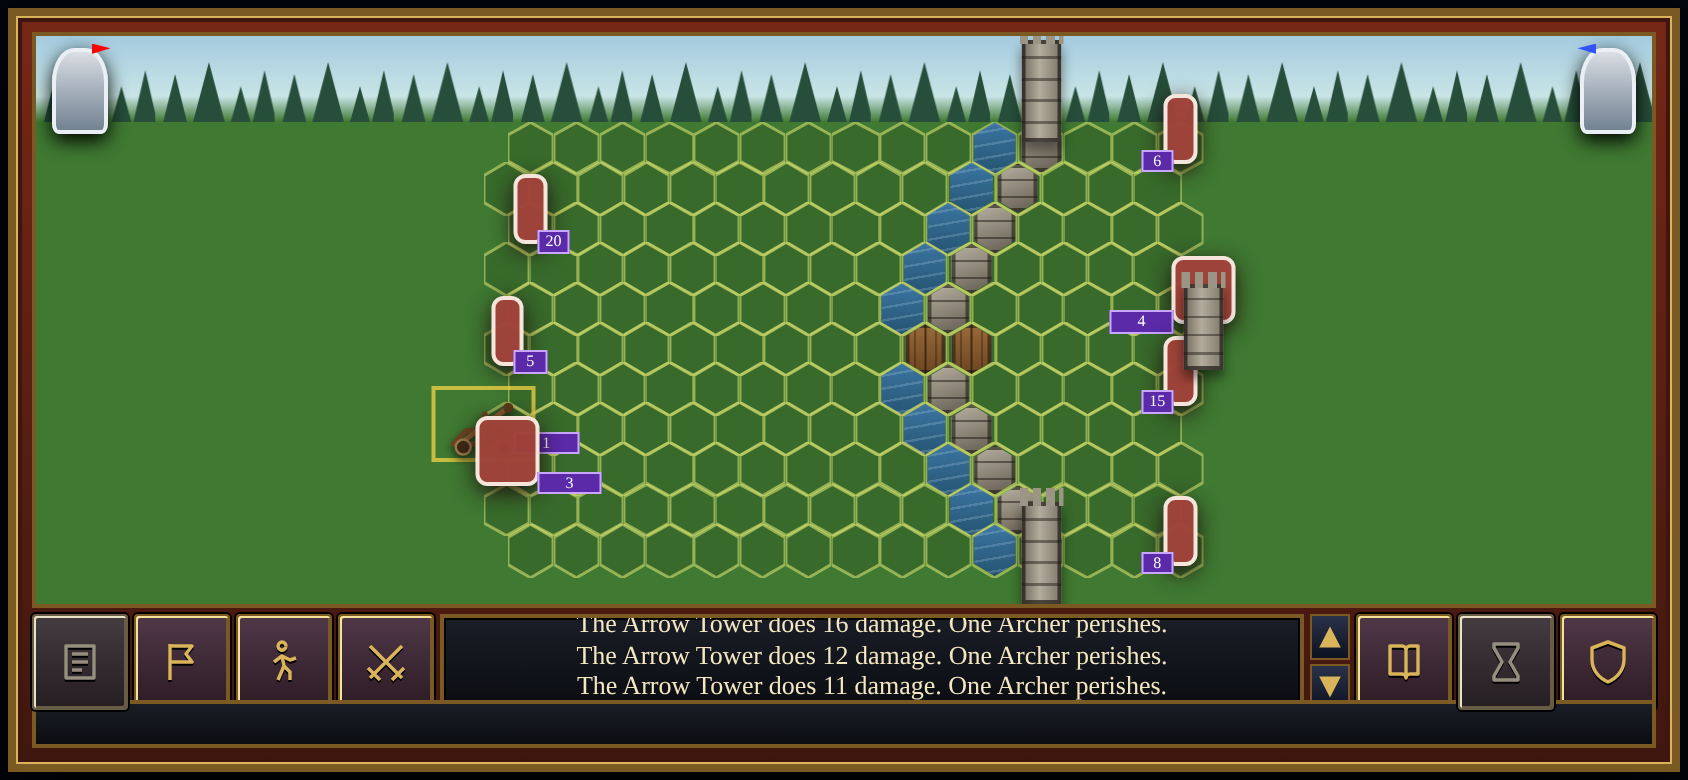 6
20
4
5
15
1
3
8
The Arrow Tower does 16 damage. One Archer perishes.
The Arrow Tower does 12 damage. One Archer perishes.
The Arrow Tower does 11 damage. One Archer perishes.